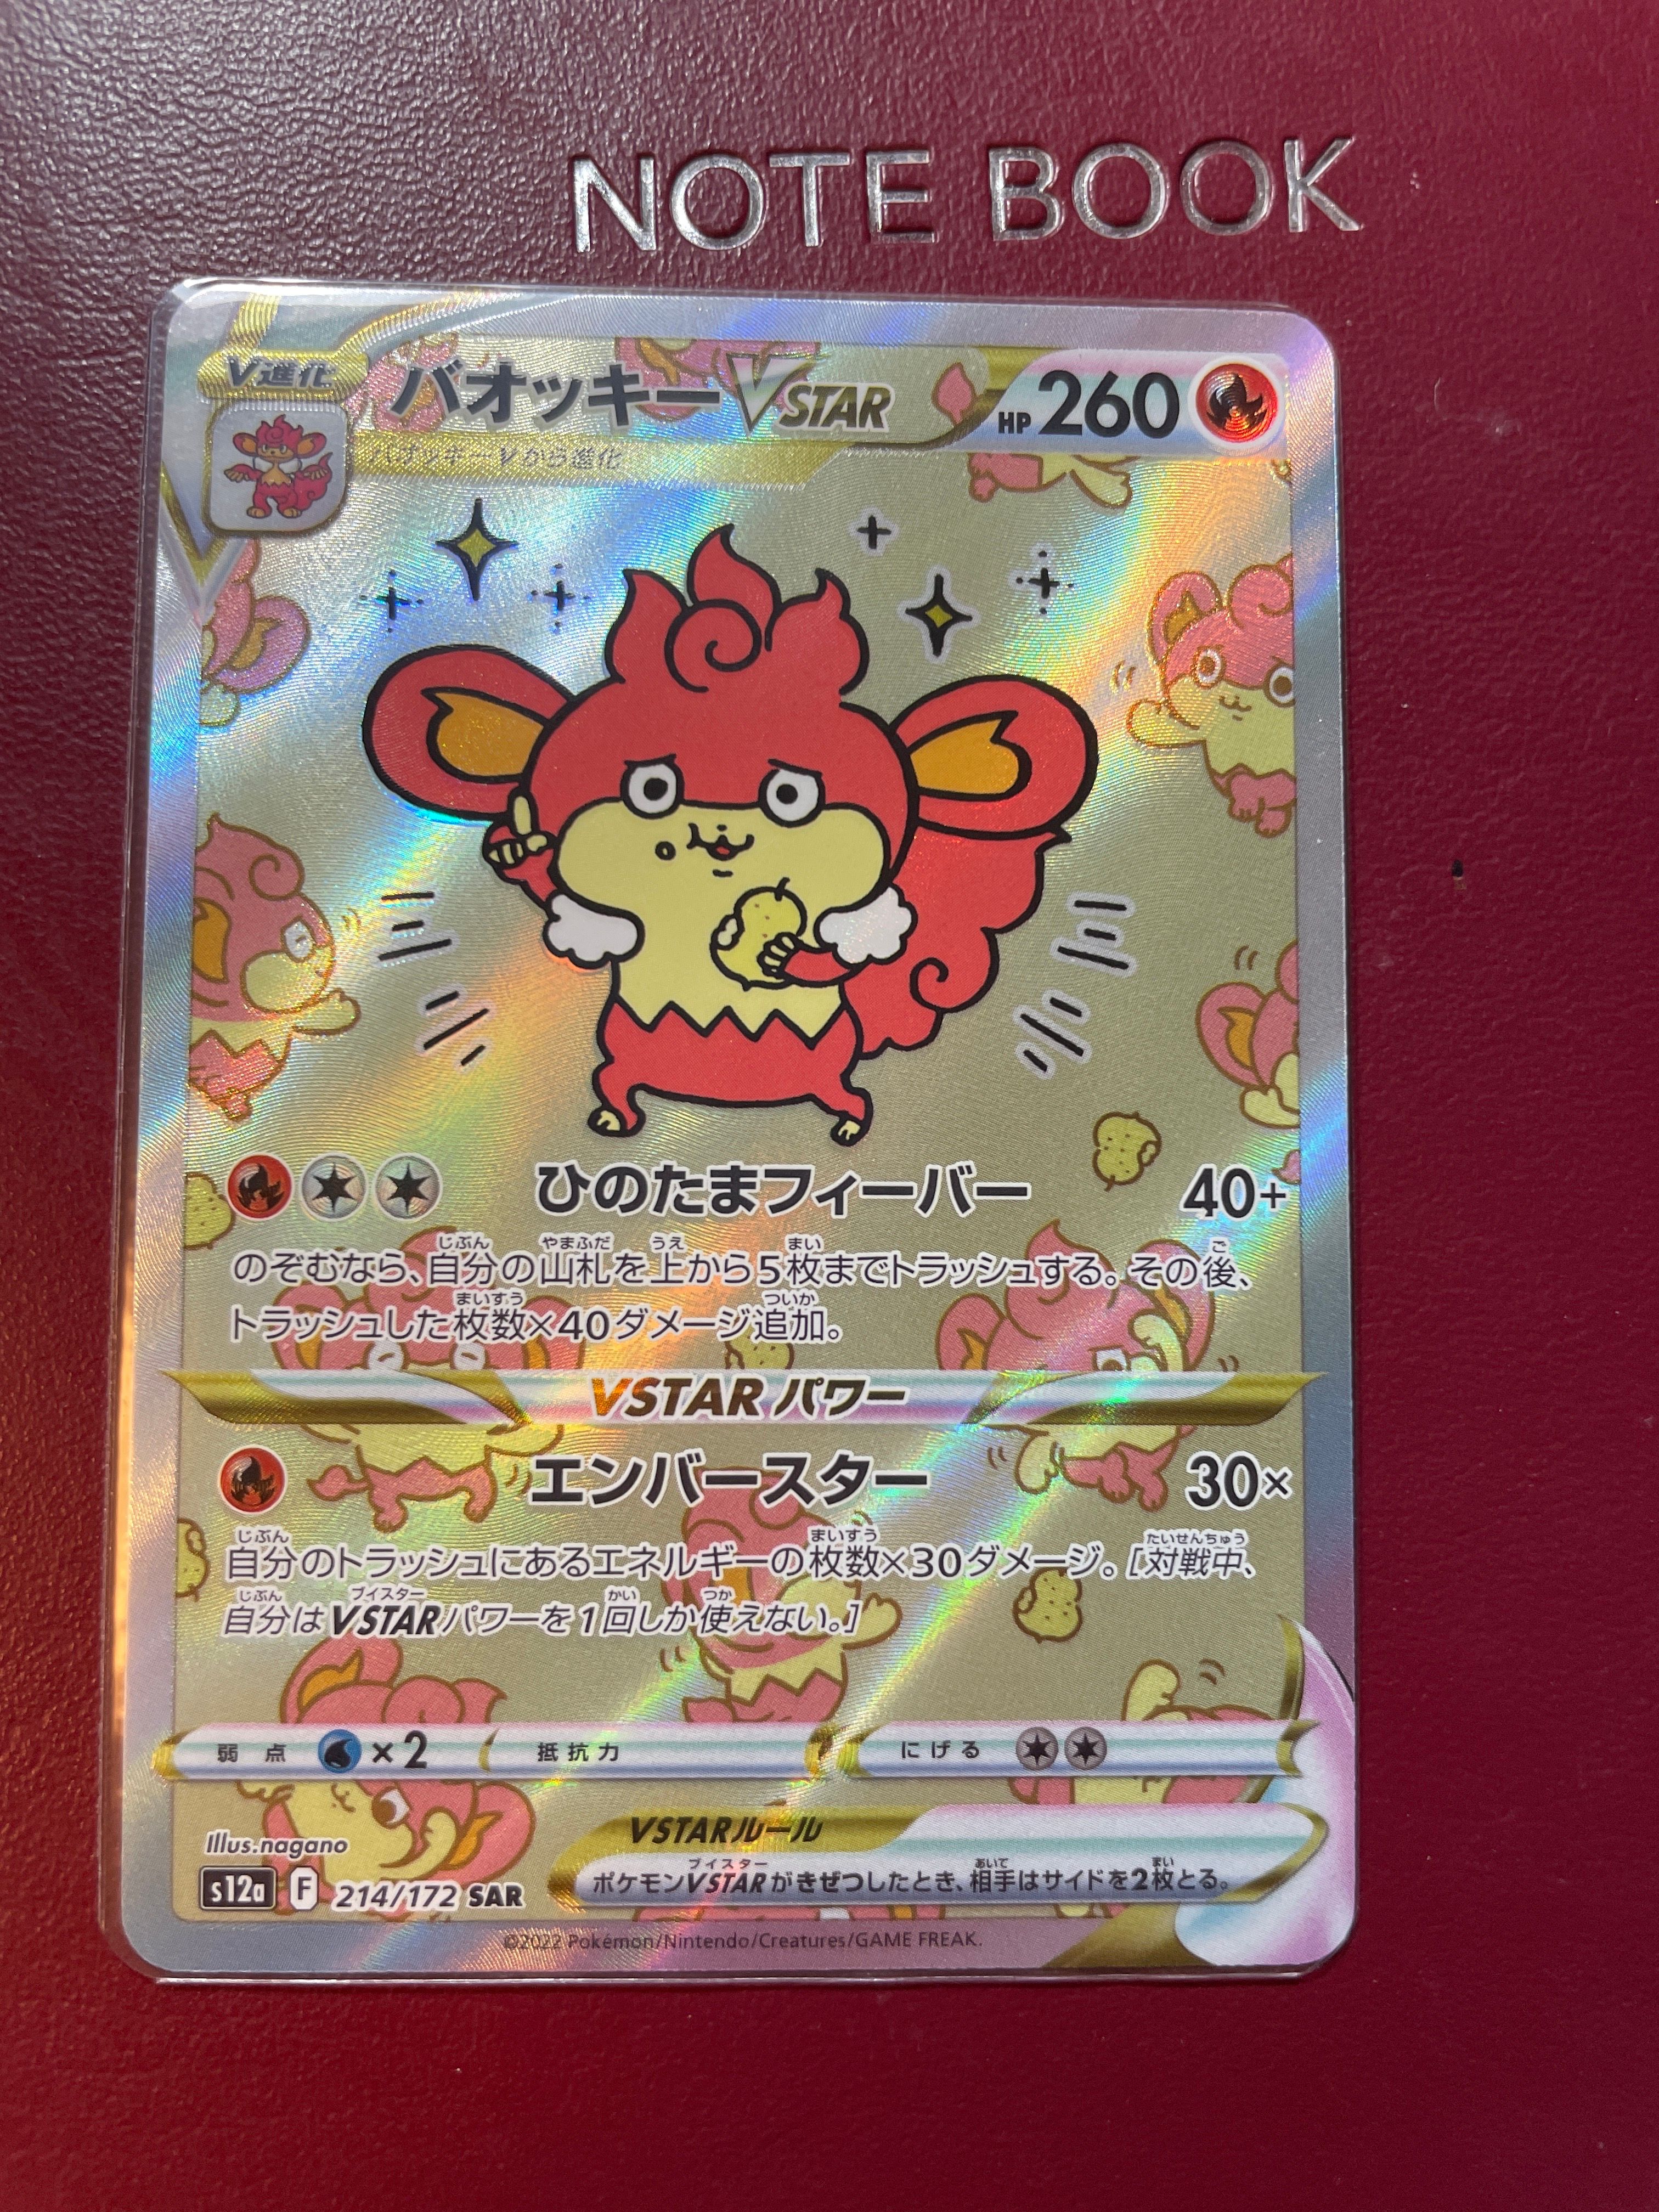 NOTE BOOK
V進化
バオッキーVSTAR HP 260
バオッキーVから進化
ひのたまフィーバー 40+
のぞむなら、自分の山札を上から5枚までトラッシュする。その後、
トラッシュした枚数×40ダメージ追加。
VSTARパワー
エンバースター 30×
自分のトラッシュにあるエネルギーの枚数×30ダメージ。[対戦中、
自分はVSTARパワーを1回しか使えない。]
弱点 ×2 抵抗力 にげる
Illus.nagano
VSTARルール
ポケモンVSTARがきぜつしたとき、相手はサイドを2枚とる。
s12a F 214/172 SAR
©2022 Pokémon/Nintendo/Creatures/GAME FREAK.